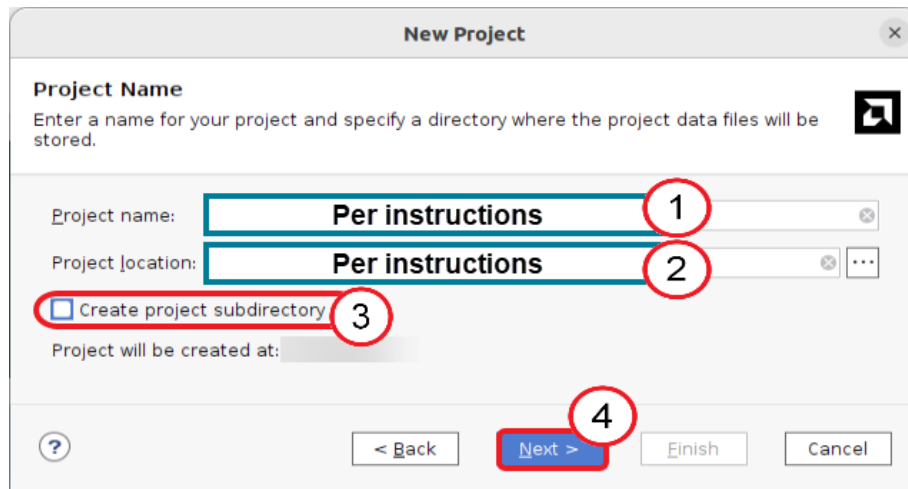 New Project
Project Name
Enter a name for your project and specify a directory where the project data files will be
stored.
Project name: Per instructions 1
Project location: Per instructions 2 ...
Create project subdirectory 3
Project will be created at:
4
? < Back Next > Finish Cancel